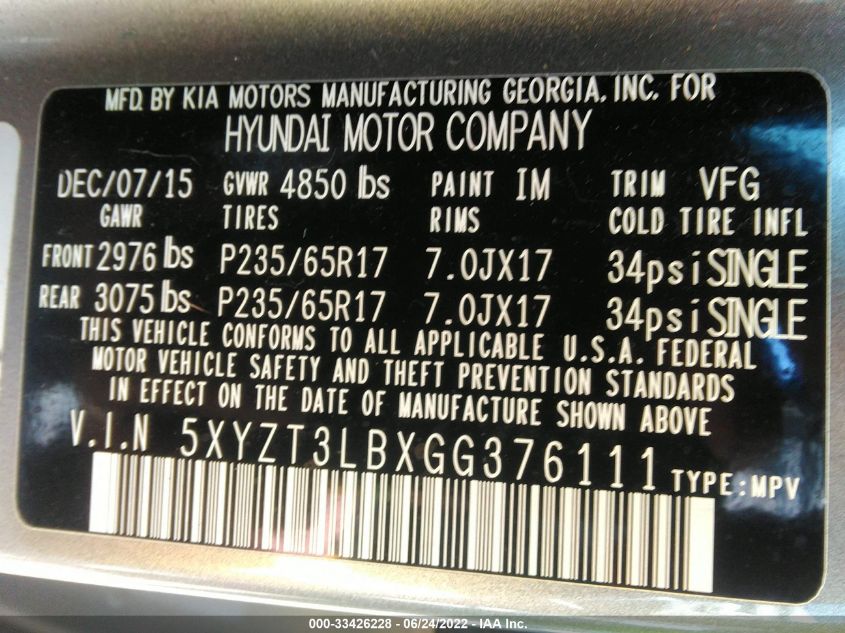 MFD. BY KIA MOTORS MANUFACTURING GEORGIA, INC. FOR
HYUNDAI MOTOR COMPANY
DEC/07/15 GVWR 4850 lbs PAINT IM TRIM VFG
GAWR TIRES RIMS COLD TIRE INFL
FRONT 2976 lbs P235/65R17 7.0JX17 34psi SINGLE
REAR 3075 lbs P235/65R17 7.0JX17 34psi SINGLE
THIS VEHICLE CONFORMS TO ALL APPLICABLE U.S.A. FEDERAL
MOTOR VEHICLE SAFETY AND THEFT PREVENTION STANDARDS
IN EFFECT ON THE DATE OF MANUFACTURE SHOWN ABOVE
V.I.N 5XYZT3LBXGG376111 TYPE:MPV
000-33426228 - 06/24/2022 - IAA Inc.